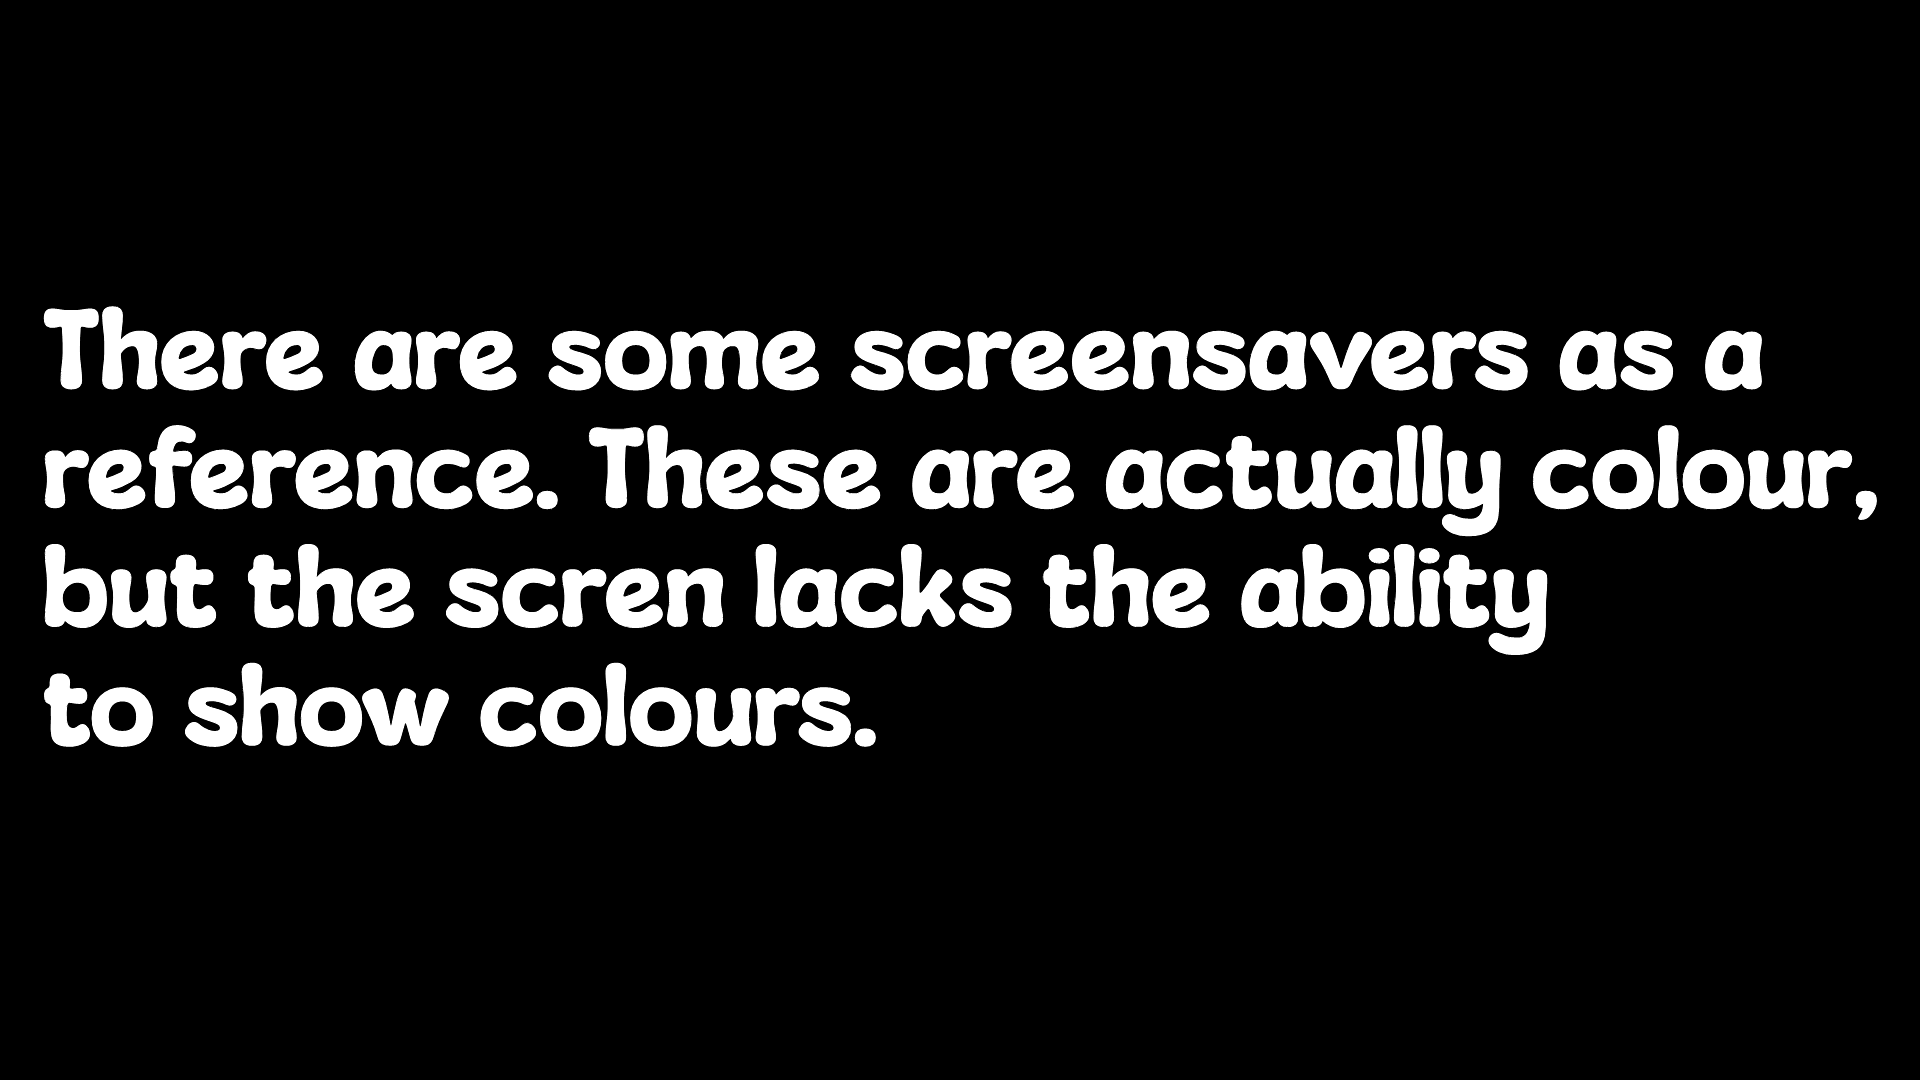 There are some screensavers as a
reference. These are actually colour,
but the scren lacks the ability
to show colours.